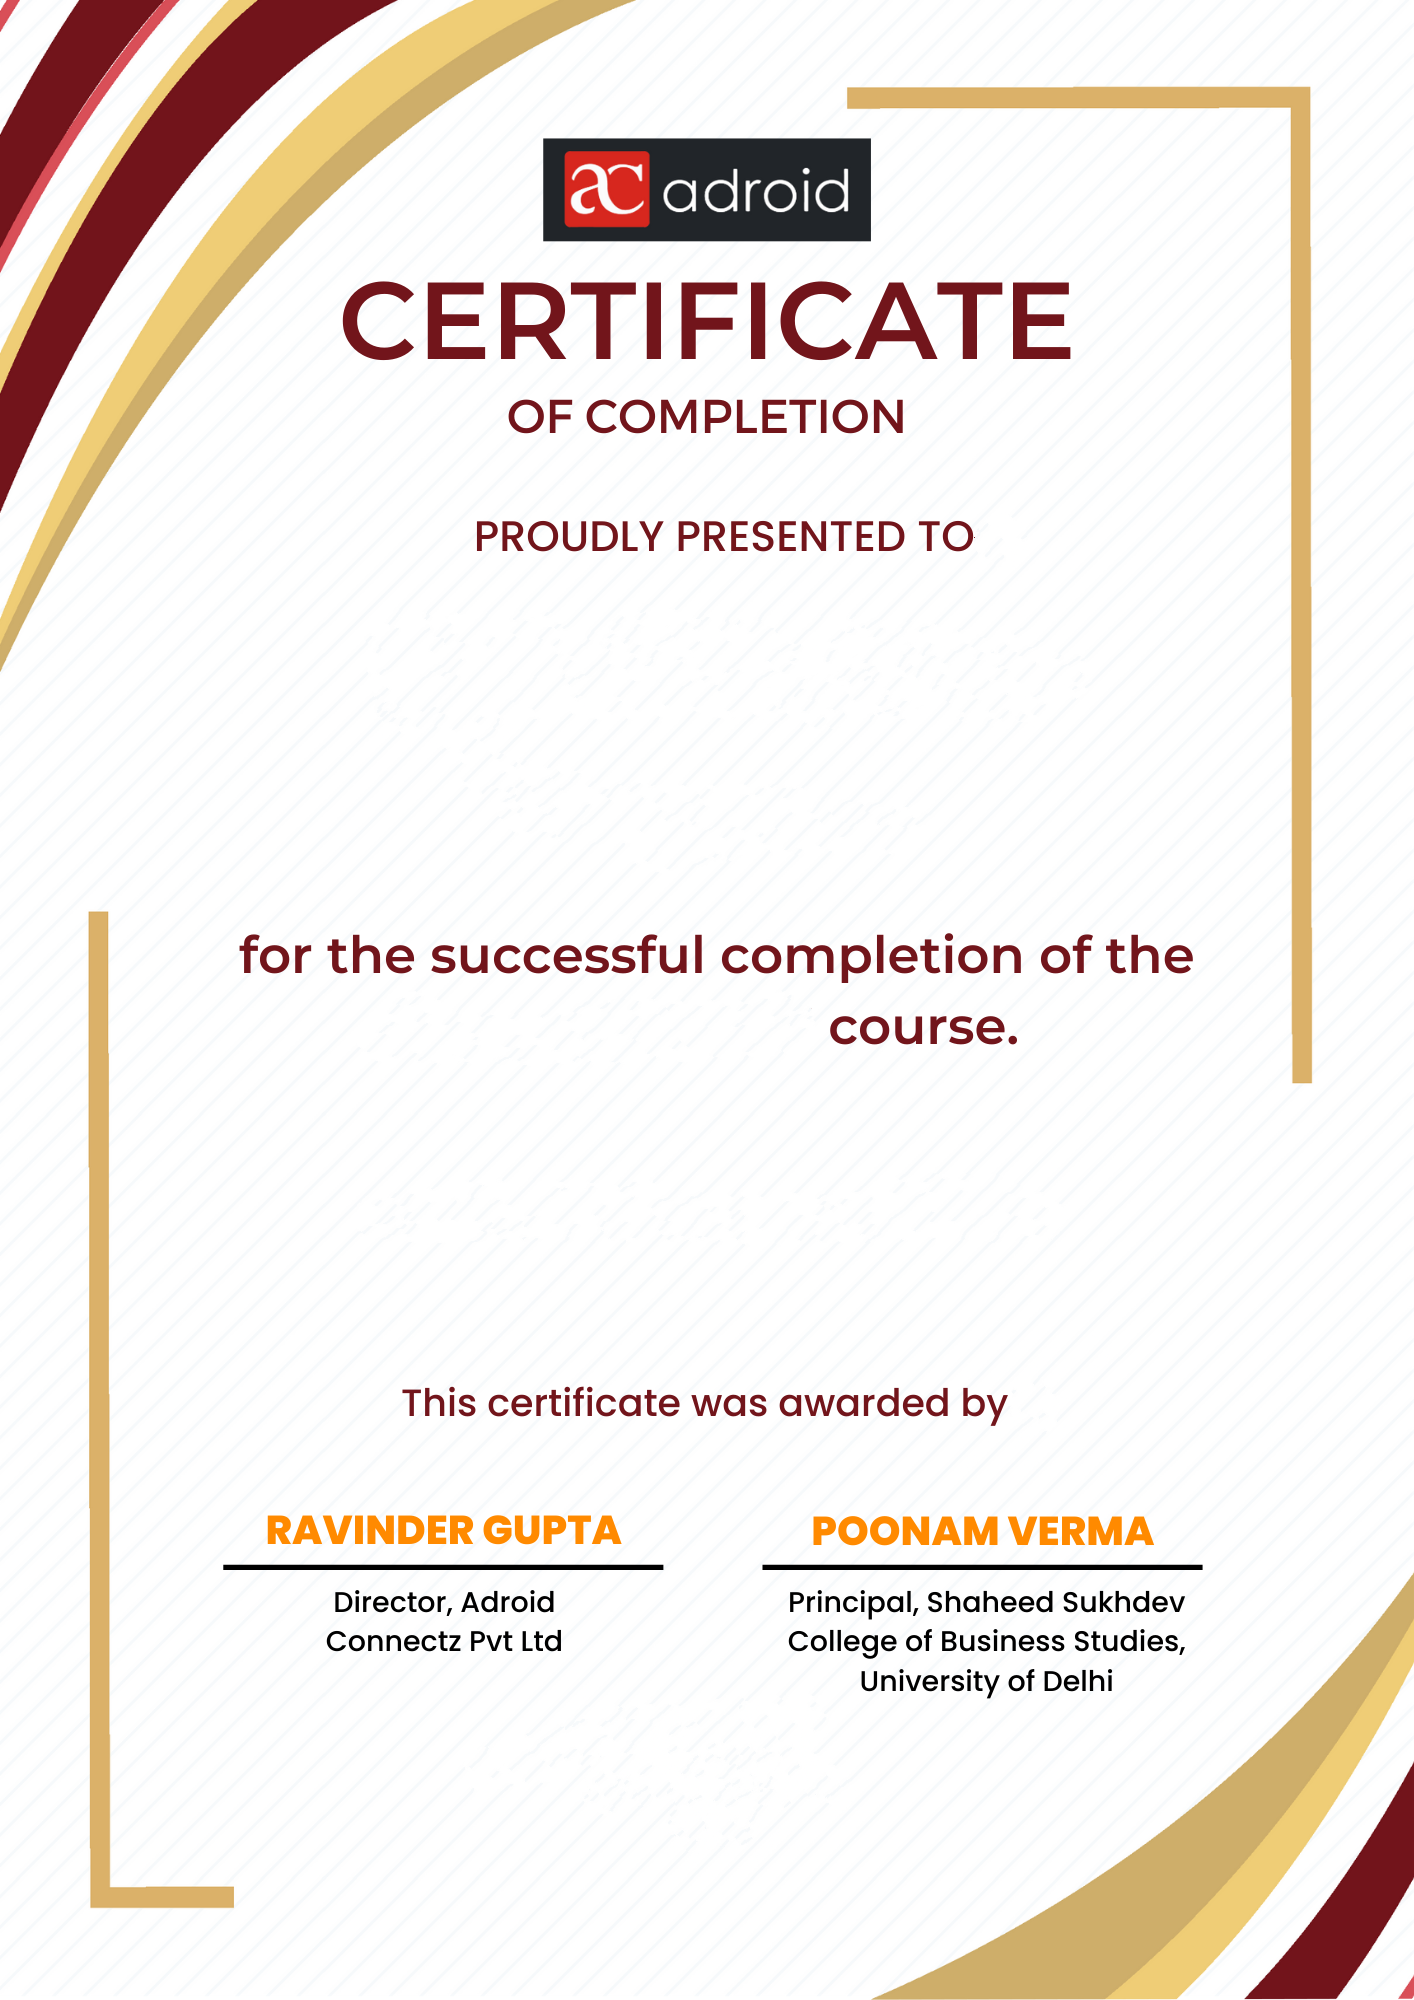 ac adroid
CERTIFICATE
OF COMPLETION
PROUDLY PRESENTED TO
for the successful completion of the
course.
This certificate was awarded by
RAVINDER GUPTA
Director, Adroid
Connectz Pvt Ltd
POONAM VERMA
Principal, Shaheed Sukhdev
College of Business Studies,
University of Delhi